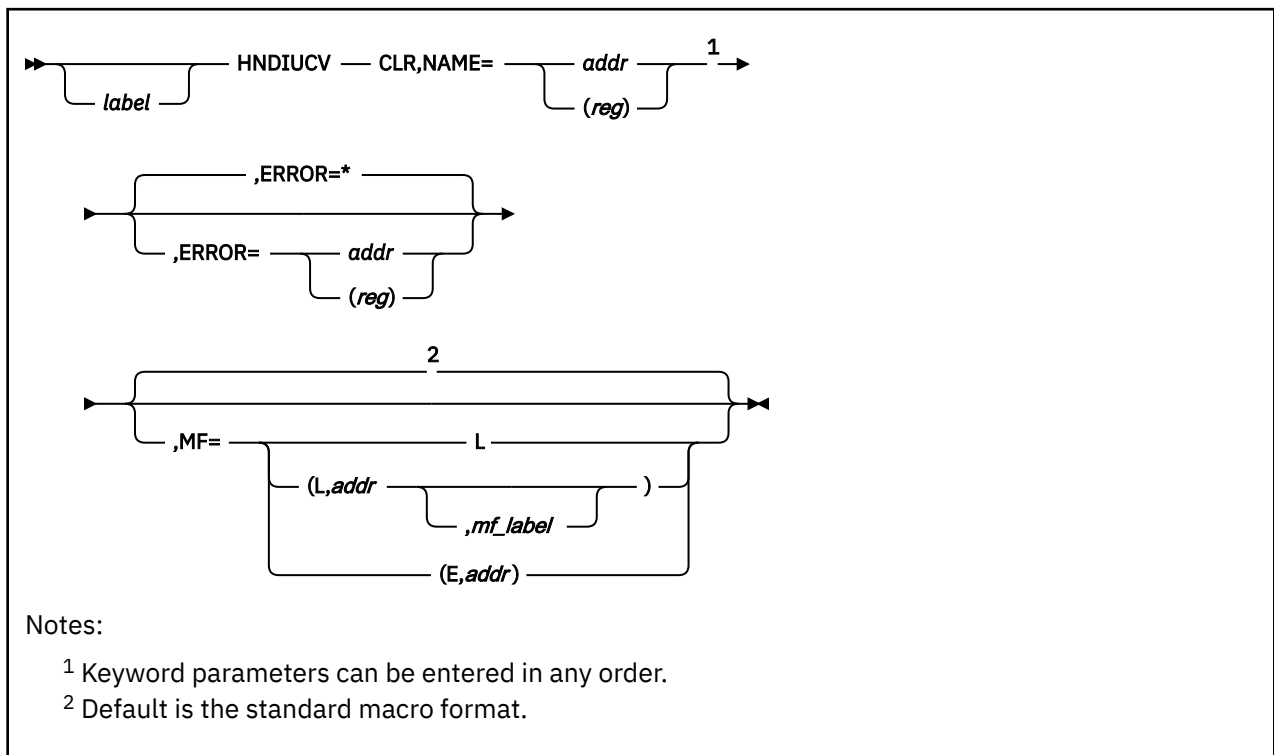 1
label HNDIUCV CLR,NAME= addr
(reg)
,ERROR=*
,ERROR= addr
(reg)
2
,MF= L
(L,addr )
,mf_label
(E,addr)
Notes:
1 Keyword parameters can be entered in any order.
2 Default is the standard macro format.